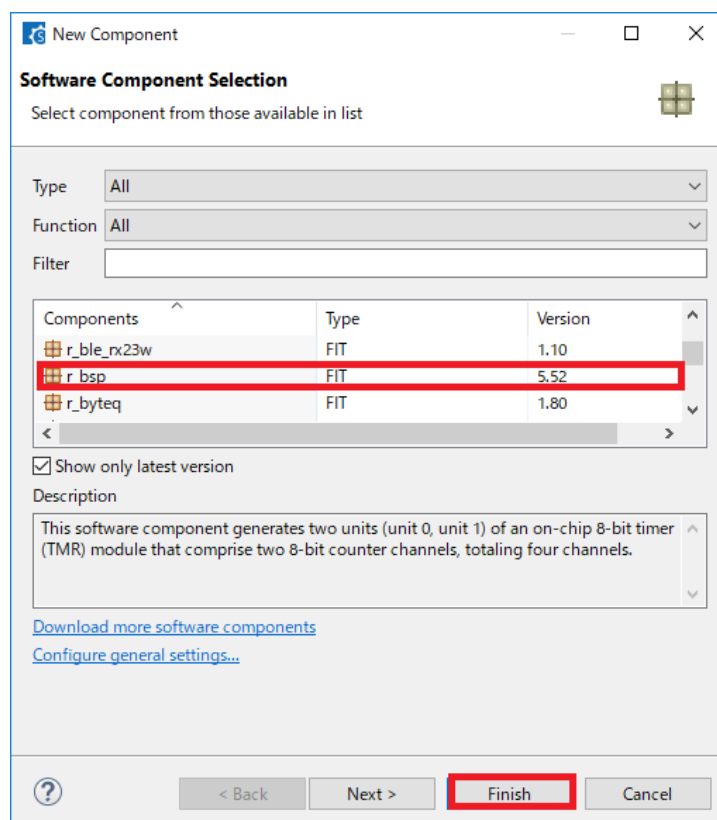 New Component
Software Component Selection
Select component from those available in list
Type All
Function All
Filter
Components Type Version
r_ble_rx23w FIT 1.10
r_bsp FIT 5.52
r_byteq FIT 1.80
Show only latest version
Description
This software component generates two units (unit 0, unit 1) of an on-chip 8-bit timer
(TMR) module that comprise two 8-bit counter channels, totaling four channels.
Download more software components
Configure general settings...
? < Back Next > Finish Cancel